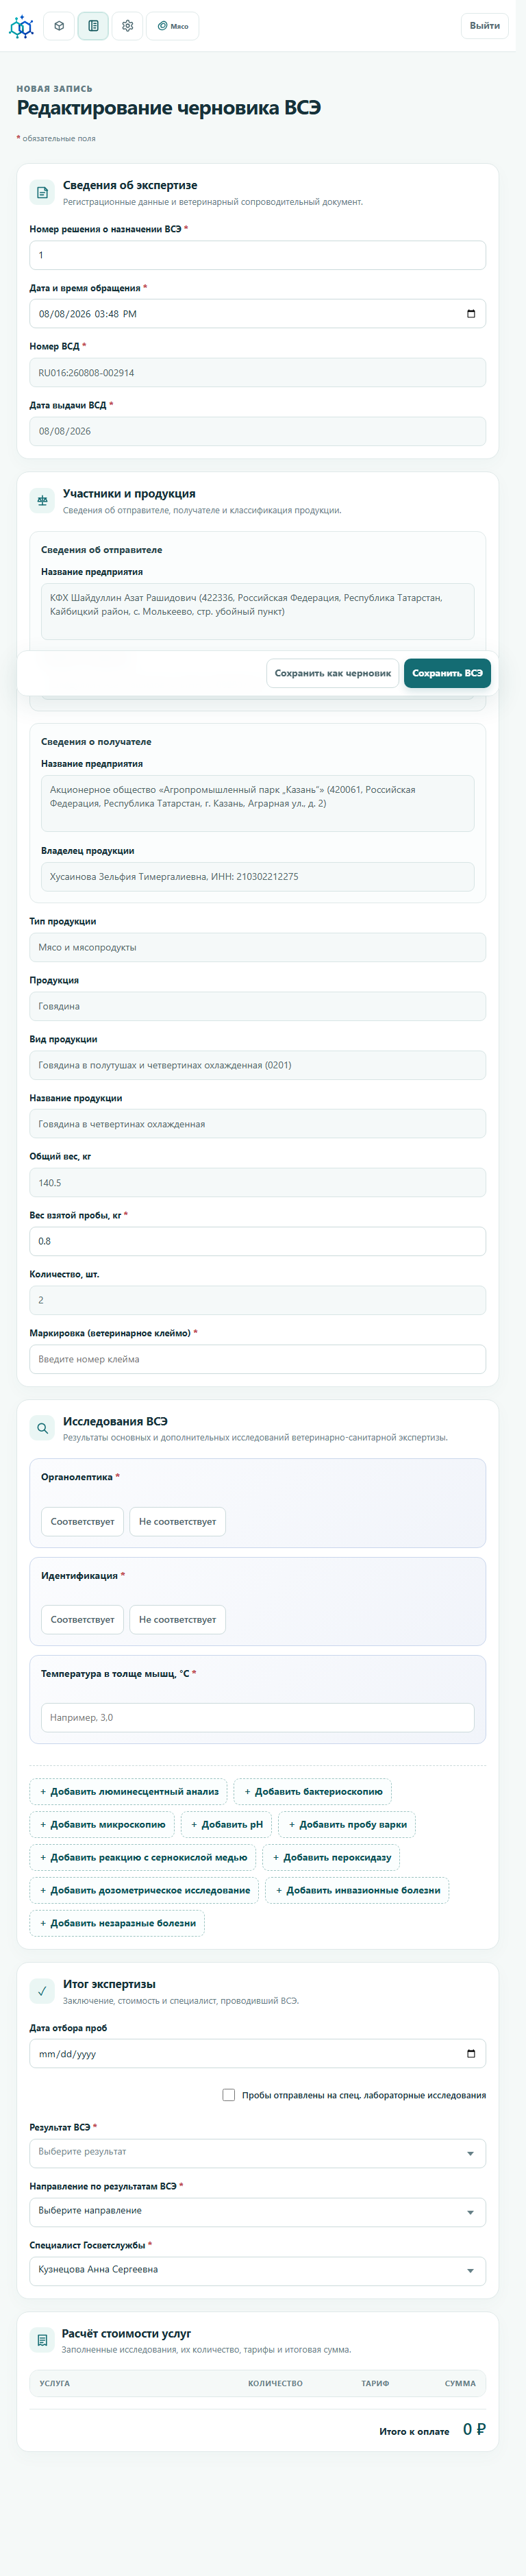 Мясо
Выйти
НОВАЯ ЗАПИСЬ
Редактирование черновика ВСЭ
* обязательные поля
Сведения об экспертизе
Регистрационные данные и ветеринарный сопроводительный документ.
Номер решения о назначении ВСЭ *
1
Дата и время обращения *
08/08/2026 03:48 PM
Номер ВСД *
RU016:260808-002914
Дата выдачи ВСД *
08/08/2026
Участники и продукция
Сведения об отправителе, получателе и классификация продукции.
Сведения об отправителе
Название предприятия
КФХ Шайдуллин Азат Рашидович (422336, Российская Федерация, Республика Татарстан,
Кайбицкий район, с. Молькеево, стр. убойный пункт)
Сохранить как черновик
Сохранить ВСЭ
Сведения о получателе
Название предприятия
Акционерное общество «Агропромышленный парк „Казань“» (420061, Российская
Федерация, Республика Татарстан, г. Казань, Аграрная ул., д. 2)
Владелец продукции
Хусаинова Зельфия Тимергалиевна, ИНН: 210302212275
Тип продукции
Мясо и мясопродукты
Продукция
Говядина
Вид продукции
Говядина в полутушах и четвертинах охлажденная (0201)
Название продукции
Говядина в четвертинах охлажденная
Общий вес, кг
140.5
Вес взятой пробы, кг *
0.8
Количество, шт.
2
Маркировка (ветеринарное клеймо) *
Введите номер клейма
Исследования ВСЭ
Результаты основных и дополнительных исследований ветеринарно-санитарной экспертизы.
Органолептика *
Соответствует
Не соответствует
Идентификация *
Соответствует
Не соответствует
Температура в толще мышц, °С *
Например, 3,0
+ Добавить люминесцентный анализ
+ Добавить бактериоскопию
+ Добавить микроскопию
+ Добавить pH
+ Добавить пробу варки
+ Добавить реакцию с сернокислой медью
+ Добавить пероксидазу
+ Добавить дозометрическое исследование
+ Добавить инвазионные болезни
+ Добавить незаразные болезни
Итог экспертизы
Заключение, стоимость и специалист, проводивший ВСЭ.
Дата отбора проб
mm/dd/yyyy
Пробы отправлены на спец. лабораторные исследования
Результат ВСЭ *
Выберите результат
Направление по результатам ВСЭ *
Выберите направление
Специалист Госветслужбы *
Кузнецова Анна Сергеевна
Расчёт стоимости услуг
Заполненные исследования, их количество, тарифы и итоговая сумма.
УСЛУГА
КОЛИЧЕСТВО
ТАРИФ
СУММА
Итого к оплате 0 ₽